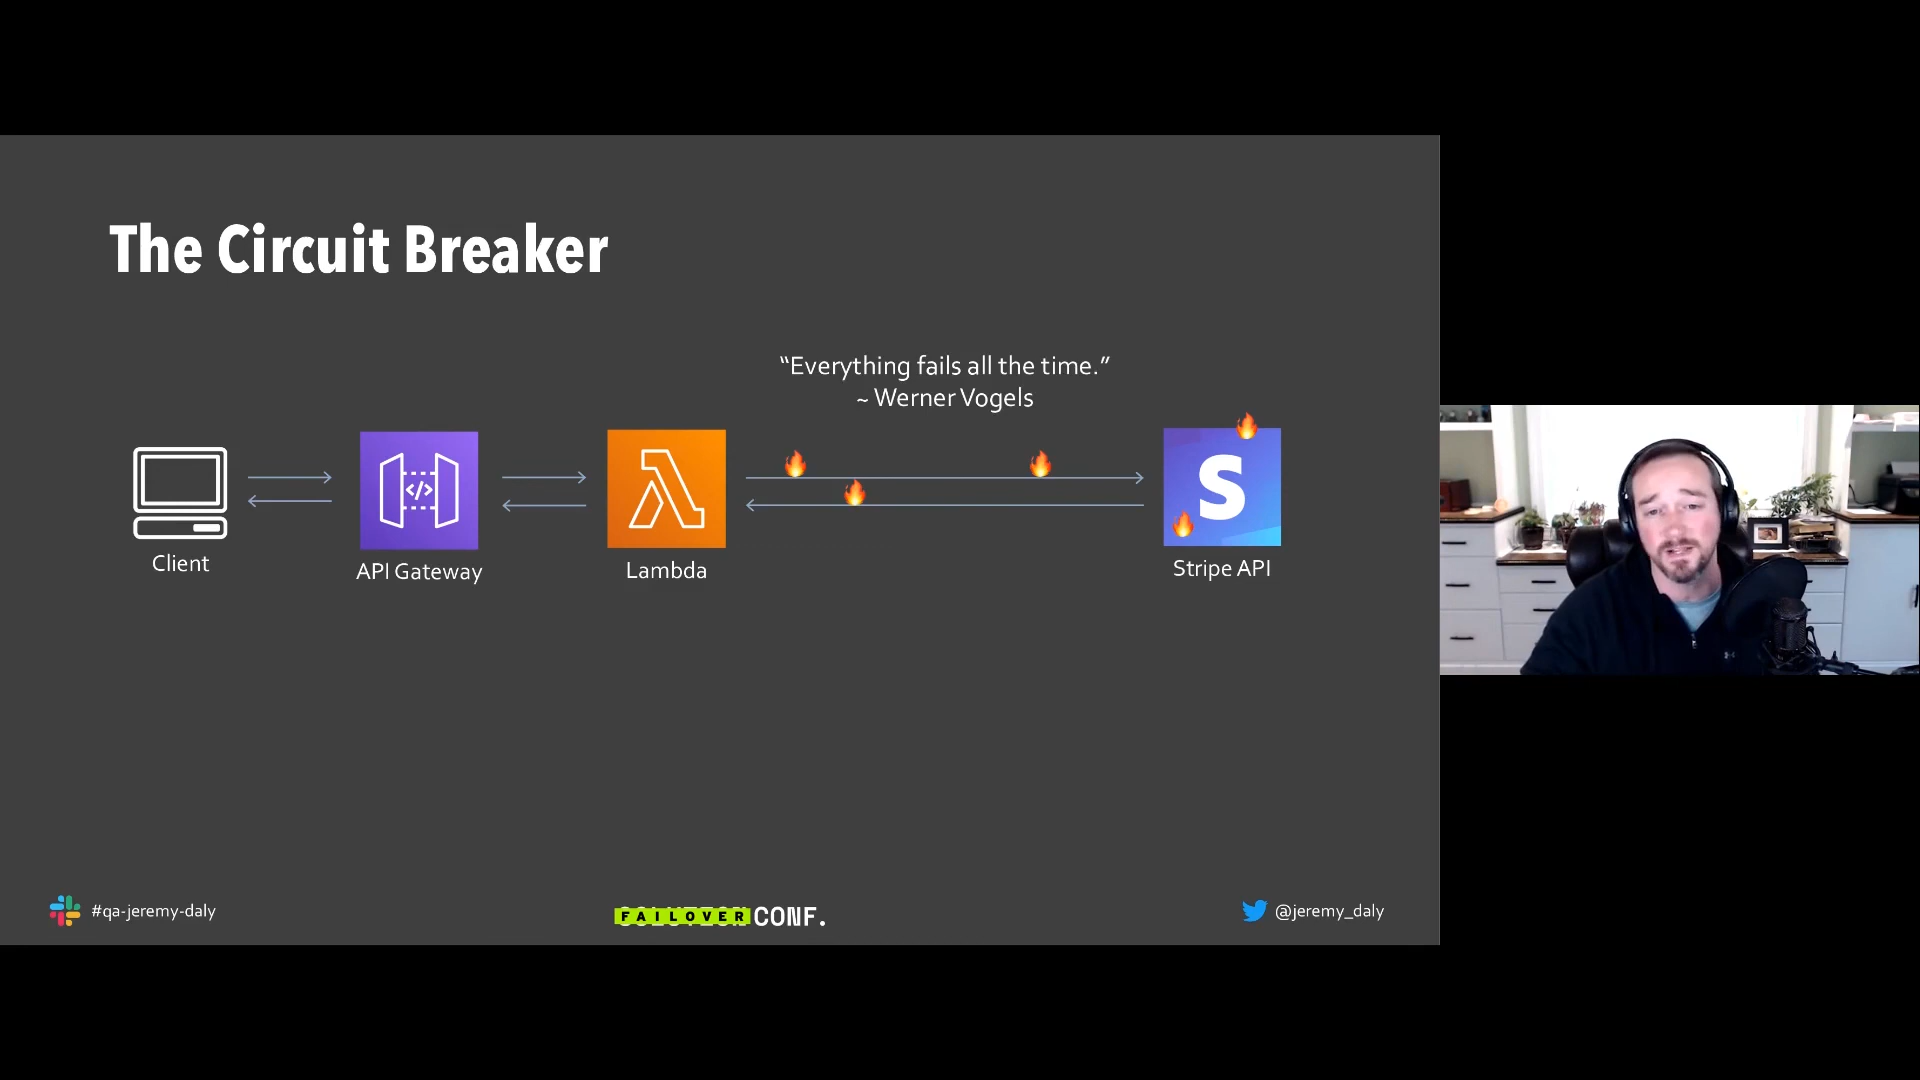 The Circuit Breaker
“Everything fails all the time.”
~ Werner Vogels
Client
API Gateway
</>
Lambda
S
Stripe API
#qa-jeremy-daly
FAILOVER CONF.
@jeremy_daly